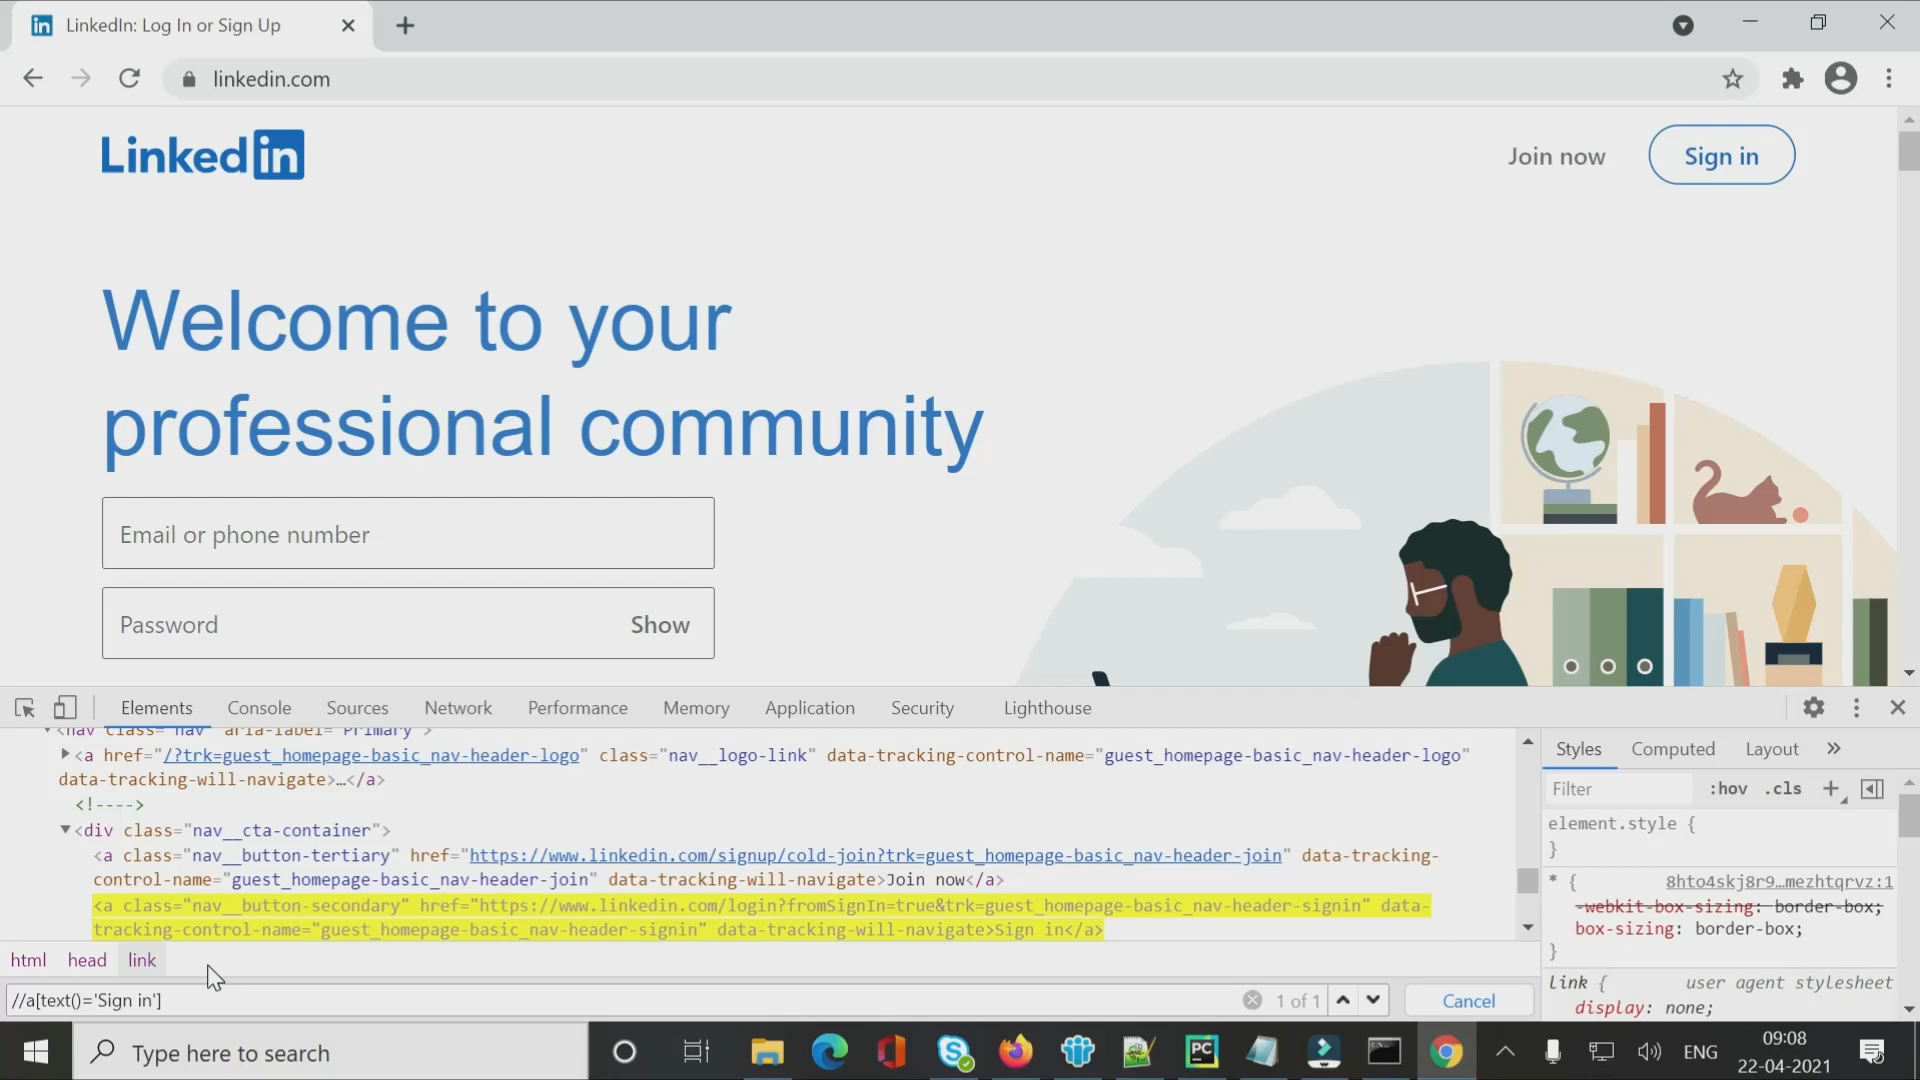 LinkedIn: Log In or Sign Up
linkedin.com
Linkedin
Join now
Sign in
Welcome to your
professional community
Email or phone number
Password
Show
Elements Console Sources Network Performance Memory Application Security Lighthouse
<nav class="nav" aria-label="Primary">
<a href="/?trk=guest_homepage-basic_nav-header-logo" class="nav__logo-link" data-tracking-control-name="guest_homepage-basic_nav-header-logo"
data-tracking-will-navigate>…</a>
<!---->
<div class="nav__cta-container">
<a class="nav__button-tertiary" href="https://www.linkedin.com/signup/cold-join?trk=guest_homepage-basic_nav-header-join" data-tracking-
control-name="guest_homepage-basic_nav-header-join" data-tracking-will-navigate>Join now</a>
<a class="nav__button-secondary" href="https://www.linkedin.com/login?fromSignIn=true&trk=guest_homepage-basic_nav-header-signin" data-
tracking-control-name="guest_homepage-basic_nav-header-signin" data-tracking-will-navigate>Sign in</a>
html head link
//a[text()='Sign in']
1 of 1
Cancel
Styles Computed Layout »
Filter
:hov .cls +
element.style {
}
* {
8hto4skj8r9…mezhtqrvz:1
-webkit-box-sizing: border-box;
box-sizing: border-box;
}
link {
user agent stylesheet
display: none;
Type here to search
PC
ENG
09:08
22-04-2021